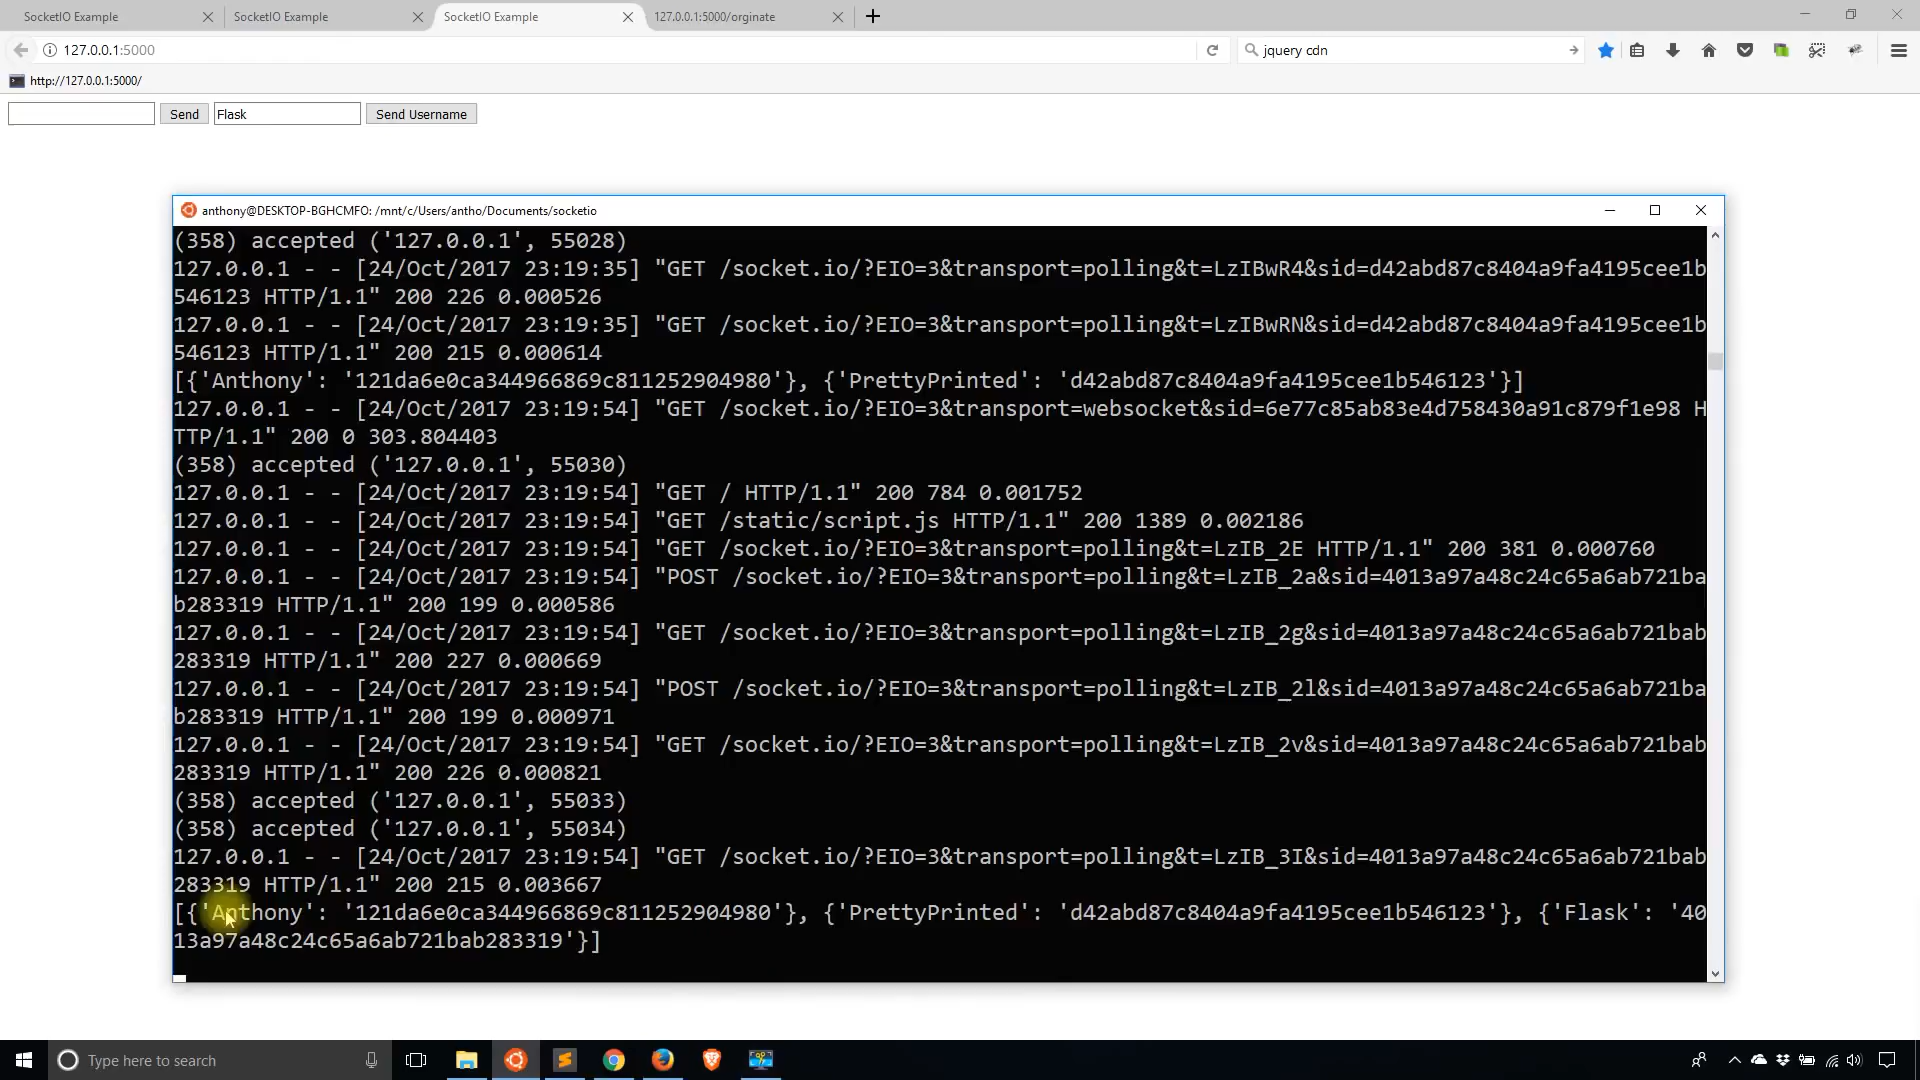 SocketIO Example
SocketIO Example
SocketIO Example
127.0.0.1:5000/orginate
127.0.0.1:5000
jquery cdn
http://127.0.0.1:5000/
Send
Flask
Send Username
anthony@DESKTOP-BGHCMFO: /mnt/c/Users/antho/Documents/socketio
(358) accepted ('127.0.0.1', 55028)
127.0.0.1 - - [24/Oct/2017 23:19:35] "GET /socket.io/?EIO=3&transport=polling&t=LzIBwR4&sid=d42abd87c8404a9fa4195cee1b
546123 HTTP/1.1" 200 226 0.000526
127.0.0.1 - - [24/Oct/2017 23:19:35] "GET /socket.io/?EIO=3&transport=polling&t=LzIBwRN&sid=d42abd87c8404a9fa4195cee1b
546123 HTTP/1.1" 200 215 0.000614
[{'Anthony': '121da6e0ca344966869c811252904980'}, {'PrettyPrinted': 'd42abd87c8404a9fa4195cee1b546123'}]
127.0.0.1 - - [24/Oct/2017 23:19:54] "GET /socket.io/?EIO=3&transport=websocket&sid=6e77c85ab83e4d758430a91c879f1e98 H
TTP/1.1" 200 0 303.804403
(358) accepted ('127.0.0.1', 55030)
127.0.0.1 - - [24/Oct/2017 23:19:54] "GET / HTTP/1.1" 200 784 0.001752
127.0.0.1 - - [24/Oct/2017 23:19:54] "GET /static/script.js HTTP/1.1" 200 1389 0.002186
127.0.0.1 - - [24/Oct/2017 23:19:54] "GET /socket.io/?EIO=3&transport=polling&t=LzIB_2E HTTP/1.1" 200 381 0.000760
127.0.0.1 - - [24/Oct/2017 23:19:54] "POST /socket.io/?EIO=3&transport=polling&t=LzIB_2a&sid=4013a97a48c24c65a6ab721ba
b283319 HTTP/1.1" 200 199 0.000586
127.0.0.1 - - [24/Oct/2017 23:19:54] "GET /socket.io/?EIO=3&transport=polling&t=LzIB_2g&sid=4013a97a48c24c65a6ab721bab
283319 HTTP/1.1" 200 227 0.000669
127.0.0.1 - - [24/Oct/2017 23:19:54] "POST /socket.io/?EIO=3&transport=polling&t=LzIB_2l&sid=4013a97a48c24c65a6ab721ba
b283319 HTTP/1.1" 200 199 0.000971
127.0.0.1 - - [24/Oct/2017 23:19:54] "GET /socket.io/?EIO=3&transport=polling&t=LzIB_2v&sid=4013a97a48c24c65a6ab721bab
283319 HTTP/1.1" 200 226 0.000821
(358) accepted ('127.0.0.1', 55033)
(358) accepted ('127.0.0.1', 55034)
127.0.0.1 - - [24/Oct/2017 23:19:54] "GET /socket.io/?EIO=3&transport=polling&t=LzIB_3I&sid=4013a97a48c24c65a6ab721bab
283319 HTTP/1.1" 200 215 0.003667
[{'Anthony': '121da6e0ca344966869c811252904980'}, {'PrettyPrinted': 'd42abd87c8404a9fa4195cee1b546123'}, {'Flask': '40
13a97a48c24c65a6ab721bab283319'}]
Type here to search